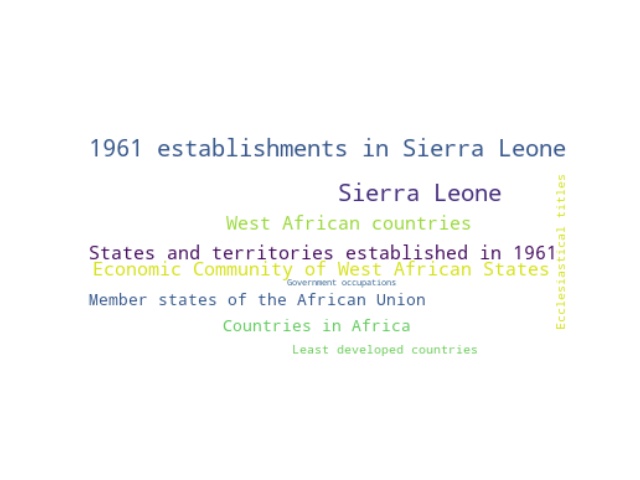 1961 establishments in Sierra Leone
Sierra Leone
West African countries
States and territories established in 1961
Economic Community of West African States
Government occupations
Member states of the African Union
Countries in Africa
Least developed countries
Ecclesiastical titles